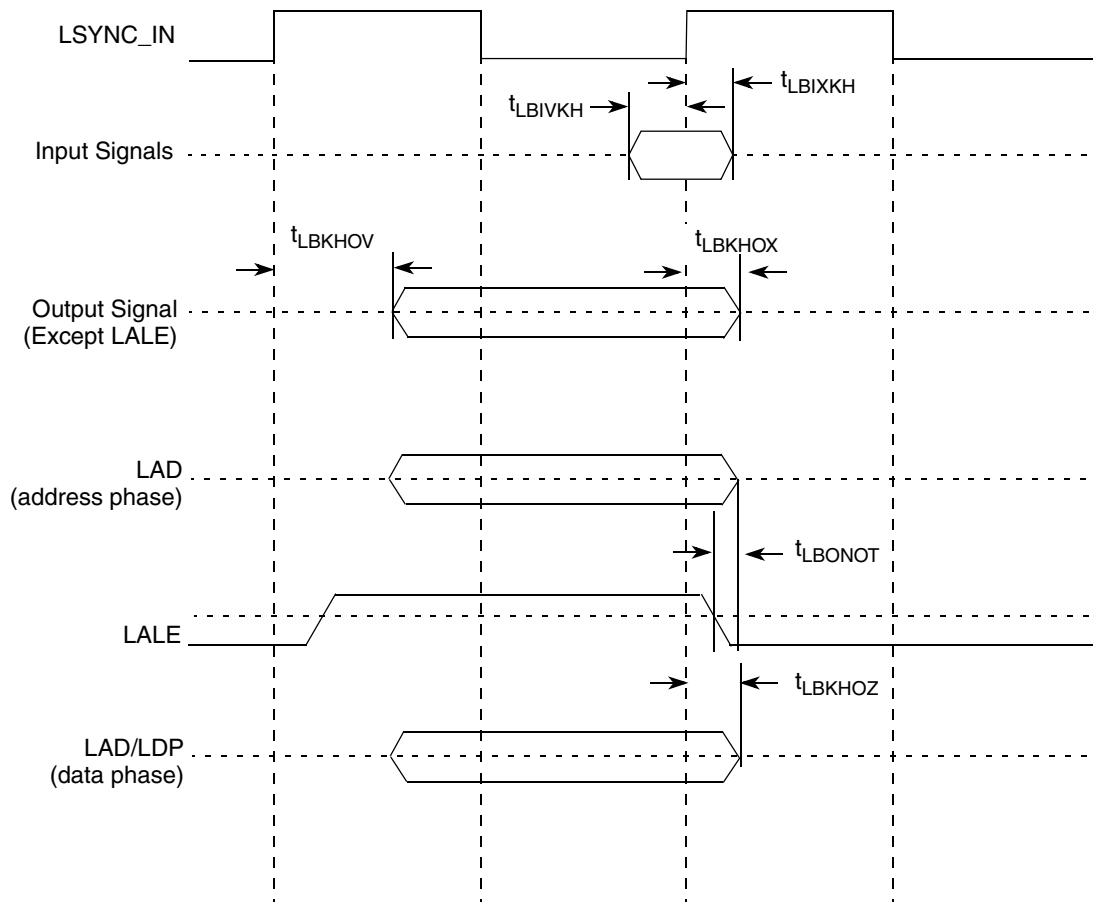 LSYNC_IN
tLBIXKH
tLBIVKH
Input Signals
tLBKHOV
tLBKHOX
Output Signal
(Except LALE)
LAD
(address phase)
tLBONOT
LALE
tLBKHOZ
LAD/LDP
(data phase)